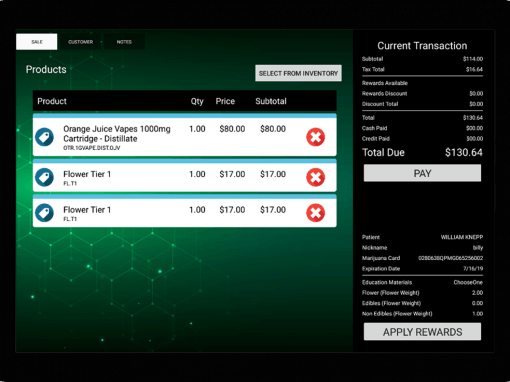 SALE
CUSTOMER
NOTES
Products
SELECT FROM INVENTORY
Product Qty Price Subtotal
Orange Juice Vapes 1000mg 1.00 $80.00 $80.00
Cartridge - Distillate
OTR.1GVAPE.DIST.OJV
Flower Tier 1 1.00 $17.00 $17.00
FL.T1
Flower Tier 1 1.00 $17.00 $17.00
FL.T1
Current Transaction
Subtotal $114.00
Tax Total $16.64
Rewards Available
Rewards Discount $0.00
Discount Total $0.00
Total $130.64
Cash Paid $00.00
Credit Paid $00.00
Total Due $130.64
PAY
Patient WILLIAM KNEPP
Nickname billy
Marijuana Card 0280638QPMG065256002
Expiration Date 7/16/19
Education Materials ChooseOne
Flower (Flower Weight) 2.00
Edibles (Flower Weight) 0.00
Non Edibles (Flower Weight) 1.00
APPLY REWARDS